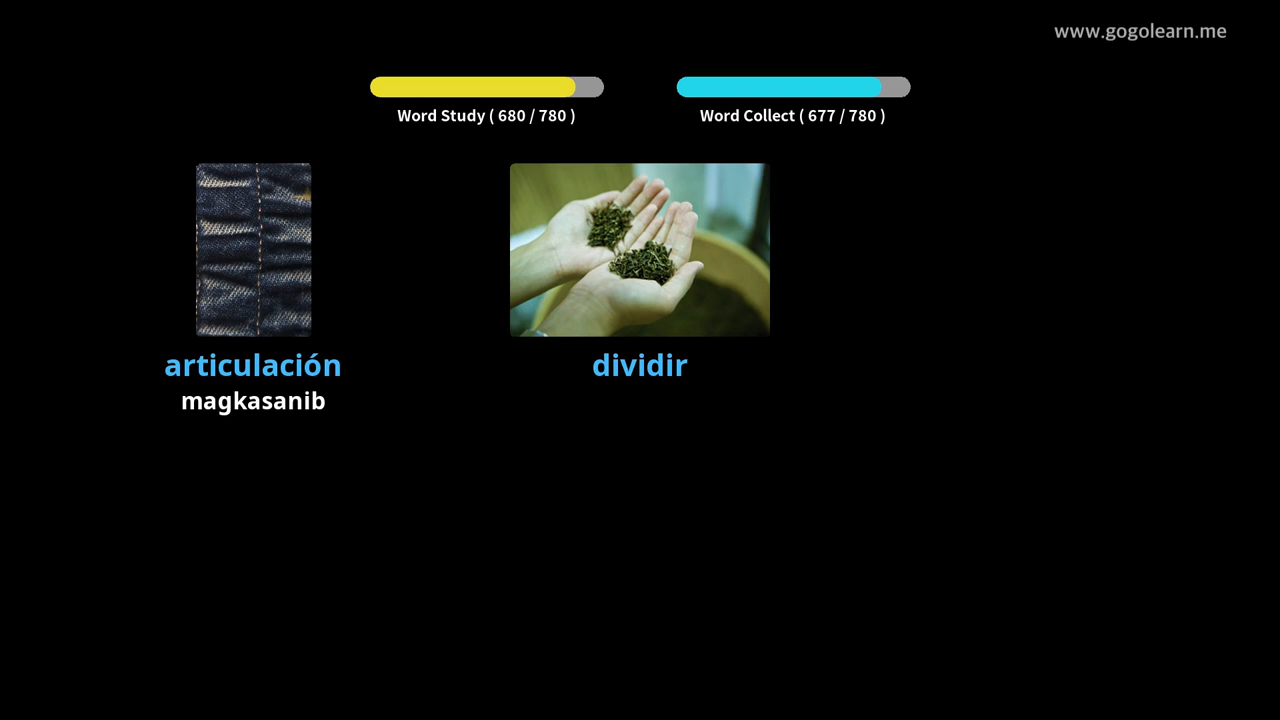 www.gogolearn.me
Word Study ( 680 / 780 )
Word Collect ( 677 / 780 )
articulación
magkasanib
dividir